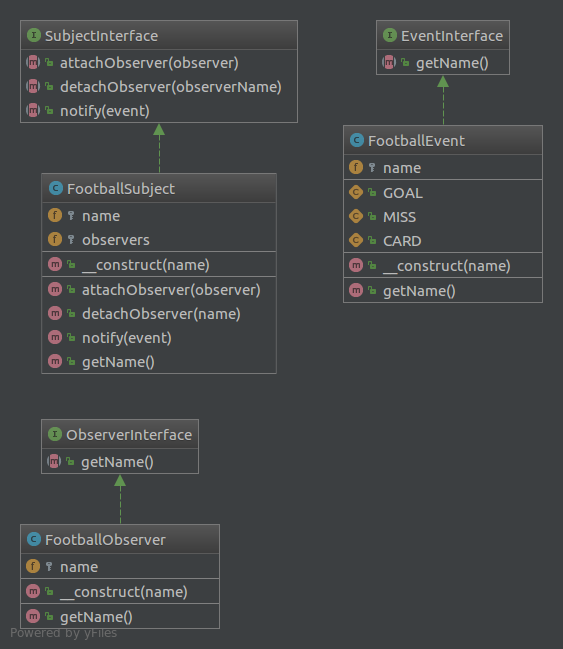 SubjectInterface
attachObserver(observer)
detachObserver(observerName)
notify(event)
EventInterface
getName()
FootballSubject
name
observers
__construct(name)
attachObserver(observer)
detachObserver(name)
notify(event)
getName()
FootballEvent
name
GOAL
MISS
CARD
__construct(name)
getName()
ObserverInterface
getName()
FootballObserver
name
__construct(name)
getName()
Powered by yFiles